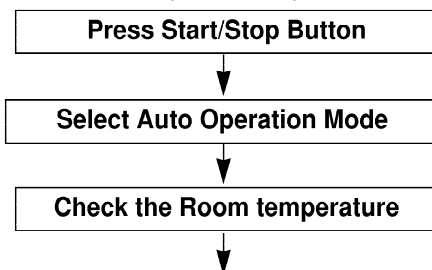 Press Start/Stop Button
Select Auto Operation Mode
Check the Room temperature